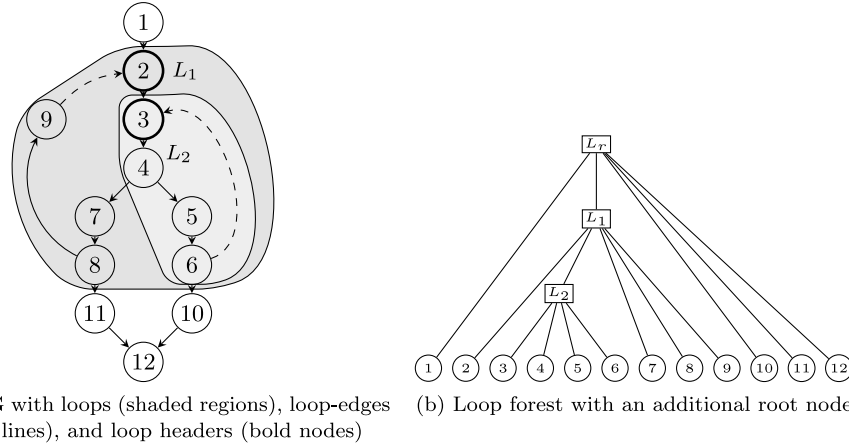 1
2
L₁
9
3
4
L₂
7
5
8
6
11
10
12
Lᵣ
L₁
L₂
1 2 3 4 5 6 7 8 9 10 11 12
with loops (shaded regions), loop-edges
lines), and loop headers (bold nodes)
(b) Loop forest with an additional root node